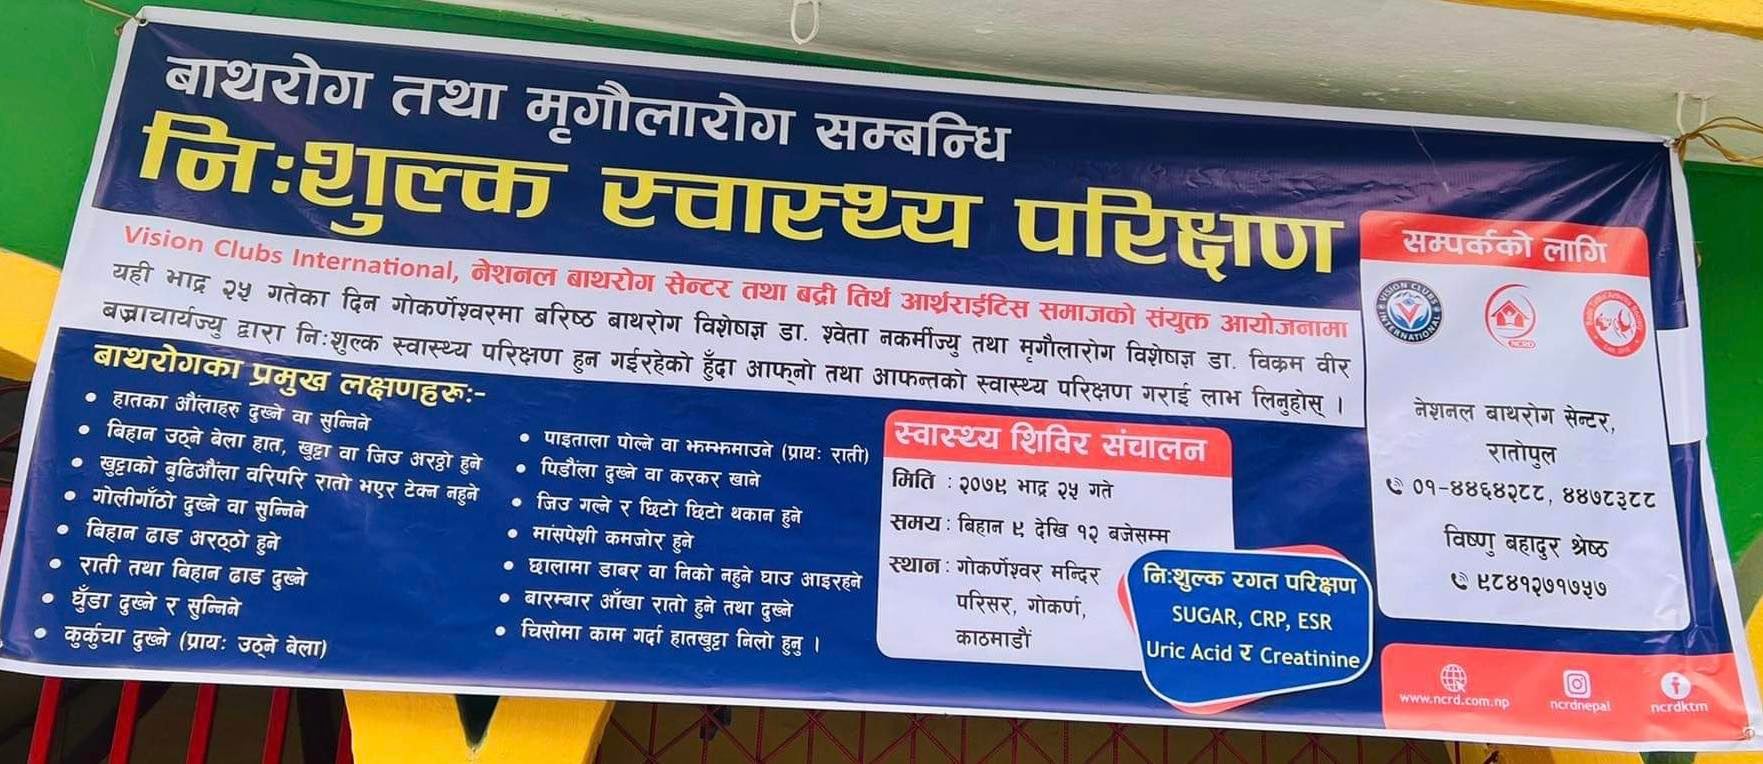 बाथरोग तथा मृगौलारोग सम्बन्धि
निःशुल्क स्वास्थ्य परिक्षण
Vision Clubs International, नेशनल बाथरोग सेन्टर तथा बद्री तिर्थ आर्थ्राईटिस समाजको संयुक्त आयोजनामा
यही भाद्र २५ गतेका दिन गोकर्णेश्वरमा बरिष्ठ बाथरोग विशेषज्ञ डा. श्वेता नकर्मीज्यु तथा मृगौलारोग विशेषज्ञ डा. विक्रम वीर
बज्राचार्यज्यु द्वारा निःशुल्क स्वास्थ्य परिक्षण हुन गईरहेको हुँदा आफ्नो तथा आफन्तको स्वास्थ्य परिक्षण गराई लाभ लिनुहोस् ।
बाथरोगका प्रमुख लक्षणहरूः-
• हातका औंलाहरु दुख्ने वा सुन्निने
• बिहान उठ्ने बेला हात, खुट्टा वा जिउ अरठ्ठो हुने
• खुट्टाको बुढिऔंला वरिपरि रातो भएर टेक्न नहुने
• गोलीगाँठो दुख्ने वा सुन्निने
• बिहान ढाड अरठ्ठो हुने
• राती तथा बिहान ढाड दुख्ने
• घुँडा दुख्ने र सुन्निने
• कुर्कुच्चा दुख्ने (प्रायः उठ्ने बेला)
• पाइताला पोल्ने वा झमझमाउने (प्रायः राती)
• पिडौंला दुख्ने वा करकर खाने
• जिउ गल्ने र छिटो छिटो थकान हुने
• मांसपेशी कमजोर हुने
• छालामा डाबर वा निको नहुने घाउ आइरहने
• बारम्बार आँखा रातो हुने तथा दुख्ने
• चिसोमा काम गर्दा हातखुट्टा निलो हुनु ।
स्वास्थ्य शिविर संचालन
मिति : २०७९ भाद्र २५ गते
समय : बिहान ९ देखि १२ बजेसम्म
स्थान : गोकर्णेश्वर मन्दिर
परिसर, गोकर्ण,
काठमाडौं
निःशुल्क रगत परिक्षण
SUGAR, CRP, ESR
Uric Acid र Creatinine
सम्पर्कको लागि
VISION CLUBS INTERNATIONAL
NCRD
नेशनल बाथरोग सेन्टर,
रातोपुल
०१-४४६४२८८, ४४७८३८८
विष्णु बहादुर श्रेष्ठ
९८४१२७१७५७
www.ncrd.com.np
ncrdnepal
ncrdktm